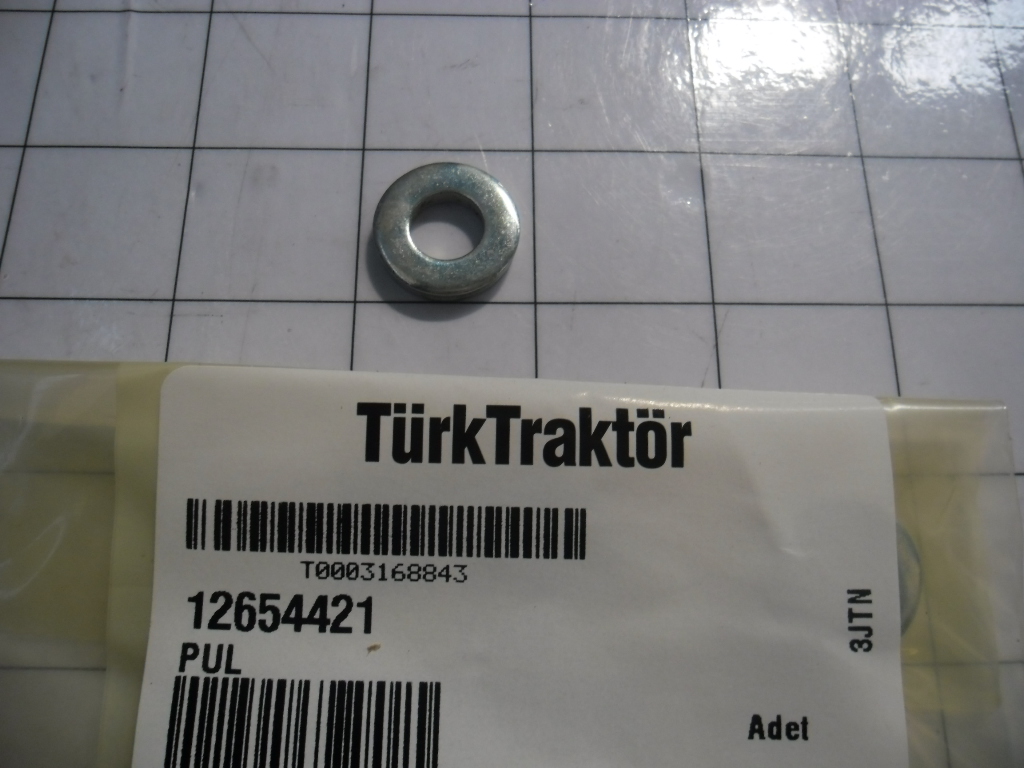 TürkTraktör
T0003168843
12654421
PUL
3JTN
Adet